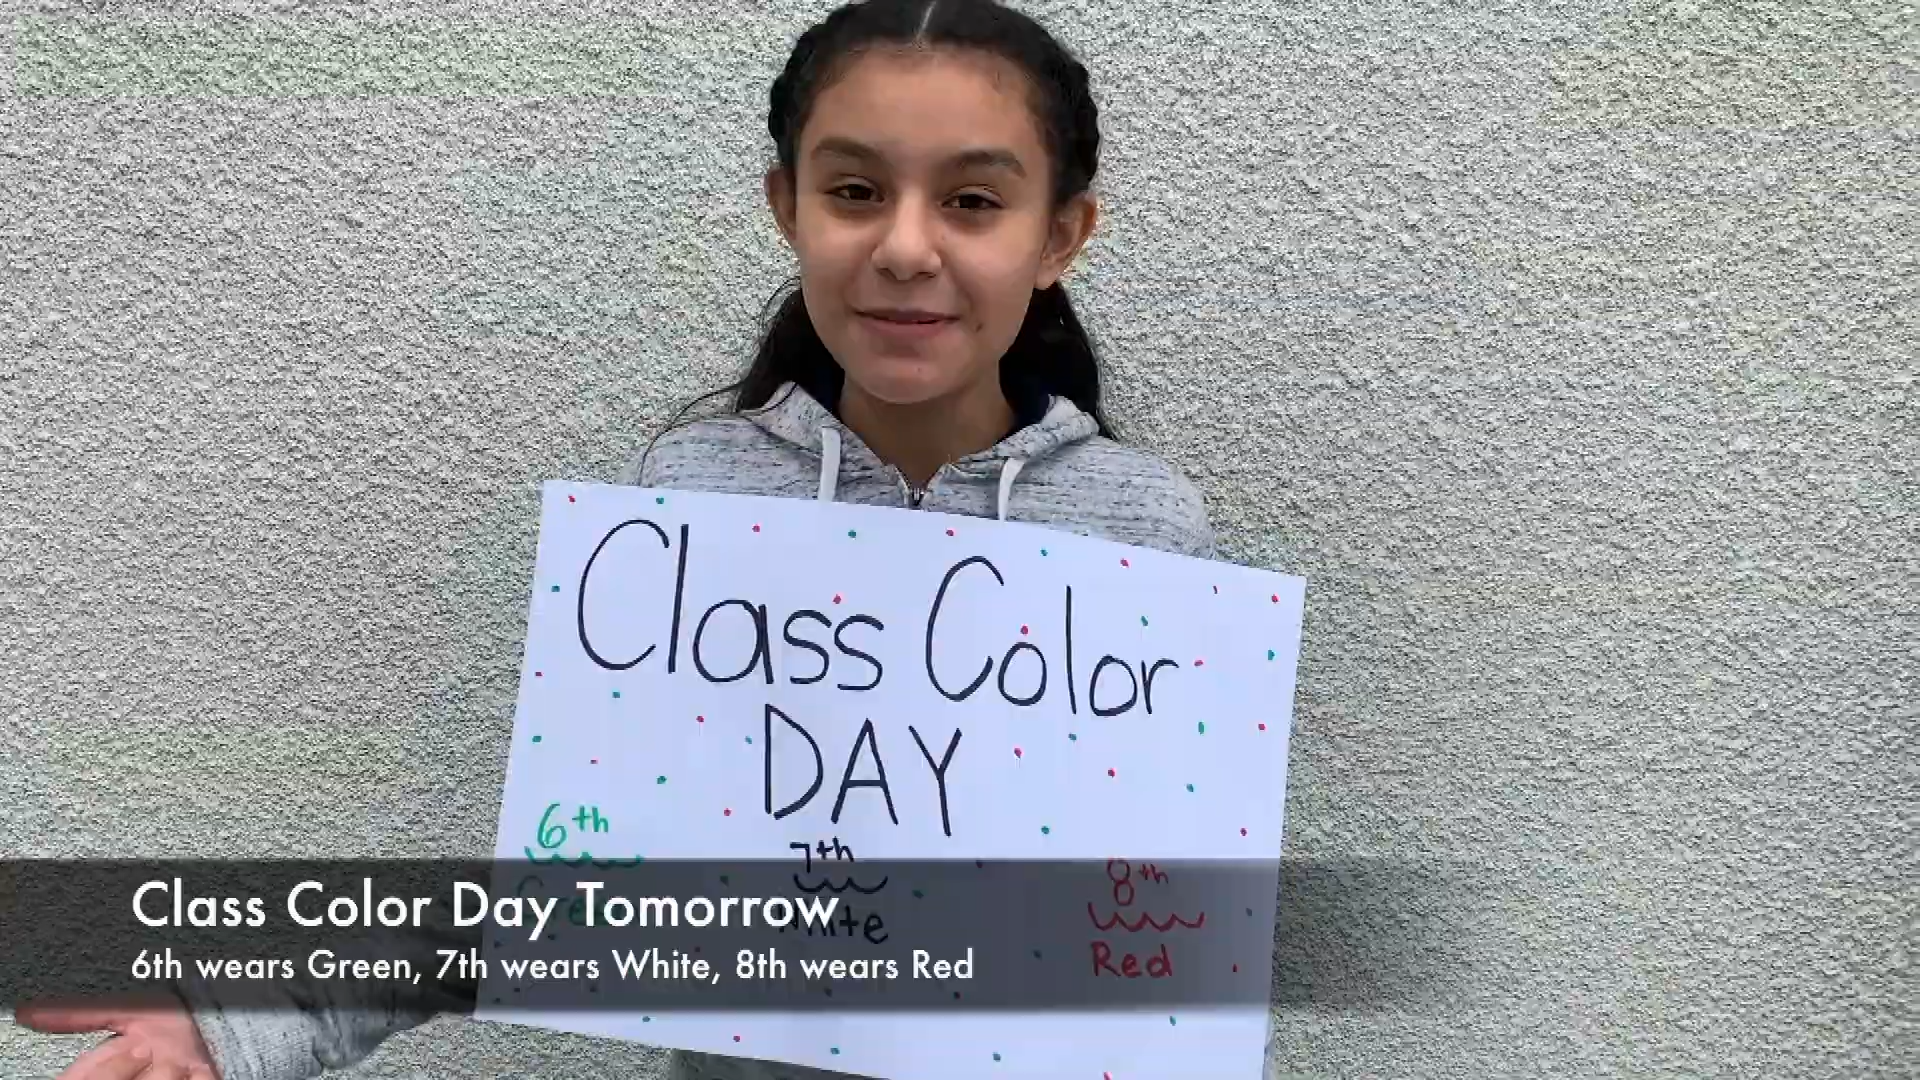 Class Color
DAY
6th
7th
8th
White
Red
Class Color Day Tomorrow
6th wears Green, 7th wears White, 8th wears Red